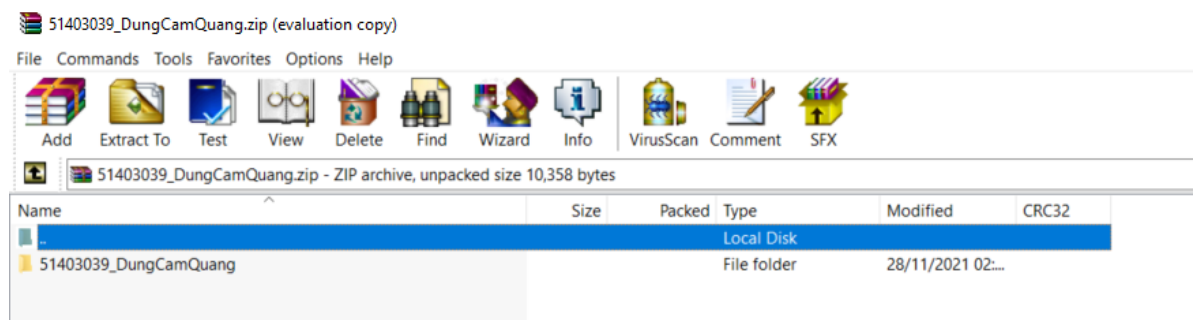 51403039_DungCamQuang.zip (evaluation copy)
File Commands Tools Favorites Options Help
Add Extract To Test View Delete Find Wizard Info VirusScan Comment SFX
51403039_DungCamQuang.zip - ZIP archive, unpacked size 10,358 bytes
Name Size Packed Type Modified CRC32
.. Local Disk
51403039_DungCamQuang File folder 28/11/2021 02:...